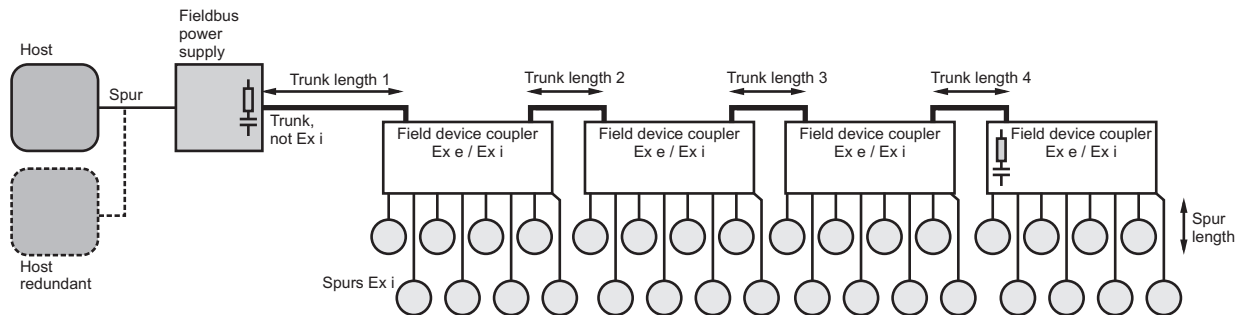 Host
Spur
Fieldbus
power
supply
Trunk length 1
Trunk,
not Ex i
Trunk length 2
Trunk length 3
Trunk length 4
Field device coupler
Ex e / Ex i
Field device coupler
Ex e / Ex i
Field device coupler
Ex e / Ex i
Field device coupler
Ex e / Ex i
Host
redundant
Spurs Ex i
Spur
length